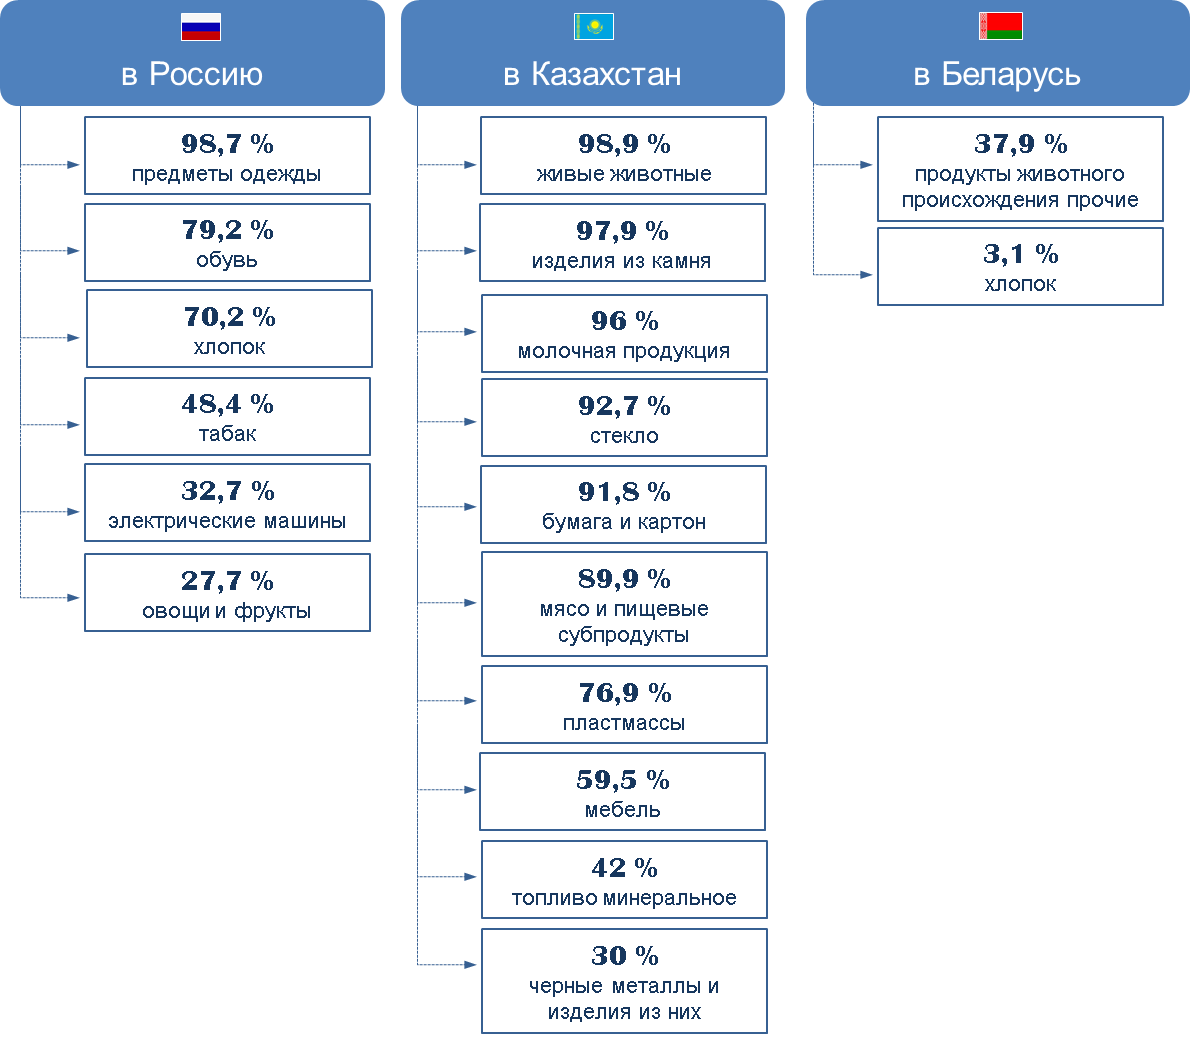 в Россию
98,7 %
предметы одежды
79,2 %
обувь
70,2 %
хлопок
48,4 %
табак
32,7 %
электрические машины
27,7 %
овощи и фрукты
в Казахстан
98,9 %
живые животные
97,9 %
изделия из камня
96 %
молочная продукция
92,7 %
стекло
91,8 %
бумага и картон
89,9 %
мясо и пищевые
субпродукты
76,9 %
пластмассы
59,5 %
мебель
42 %
топливо минеральное
30 %
черные металлы и
изделия из них
в Беларусь
37,9 %
продукты животного
происхождения прочие
3,1 %
хлопок